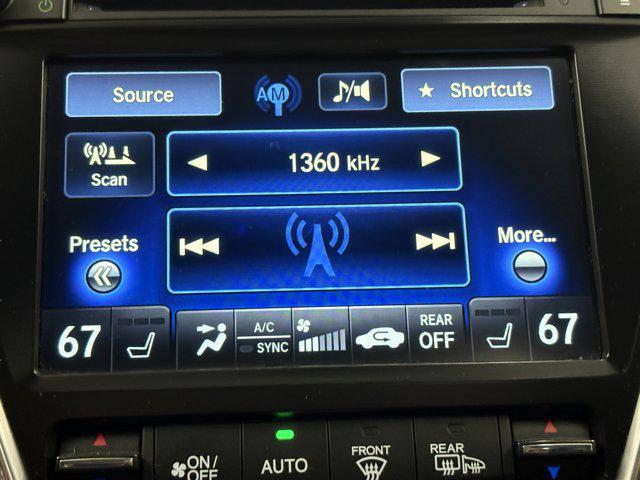 Source
AM
Shortcuts
Scan
1360 kHz
Presets
More...
67
A/C
SYNC
REAR
OFF
67
ON/
OFF
AUTO
FRONT
REAR